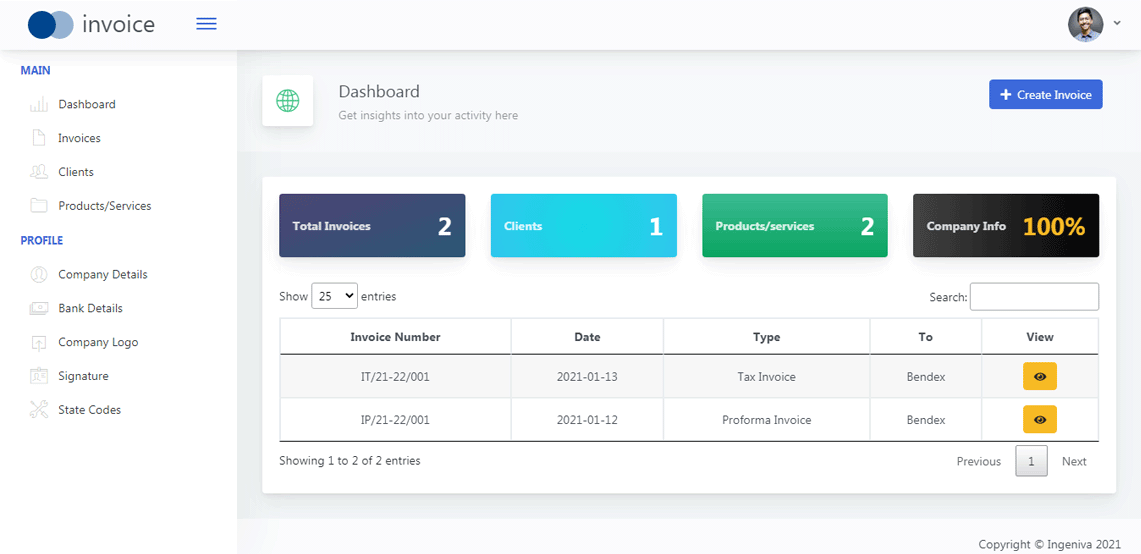 invoice
MAIN
Dashboard
Invoices
Clients
Products/Services
PROFILE
Company Details
Bank Details
Company Logo
Signature
State Codes
Dashboard
Get insights into your activity here
Create Invoice
Total Invoices 2
Clients 1
Products/services 2
Company Info 100%
Show 25 entries
Search:
Invoice Number Date Type To View
IT/21-22/001 2021-01-13 Tax Invoice Bendex
IP/21-22/001 2021-01-12 Proforma Invoice Bendex
Showing 1 to 2 of 2 entries
Previous 1 Next
Copyright © Ingeniva 2021